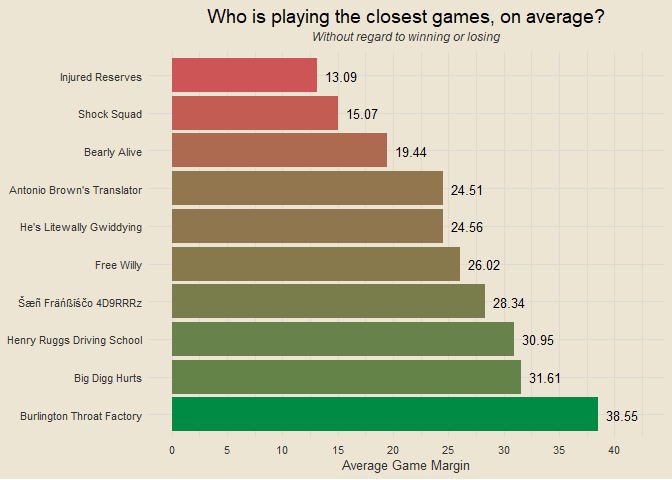 Who is playing the closest games, on average?
Without regard to winning or losing
Injured Reserves 13.09
Shock Squad 15.07
Bearly Alive 19.44
Antonio Brown's Translator 24.51
He's Litewally Gwiddying 24.56
Free Willy 26.02
Šæñ Fráńßíščo 4D9RRRz 28.34
Henry Ruggs Driving School 30.95
Big Digg Hurts 31.61
Burlington Throat Factory 38.55
0 5 10 15 20 25 30 35 40
Average Game Margin